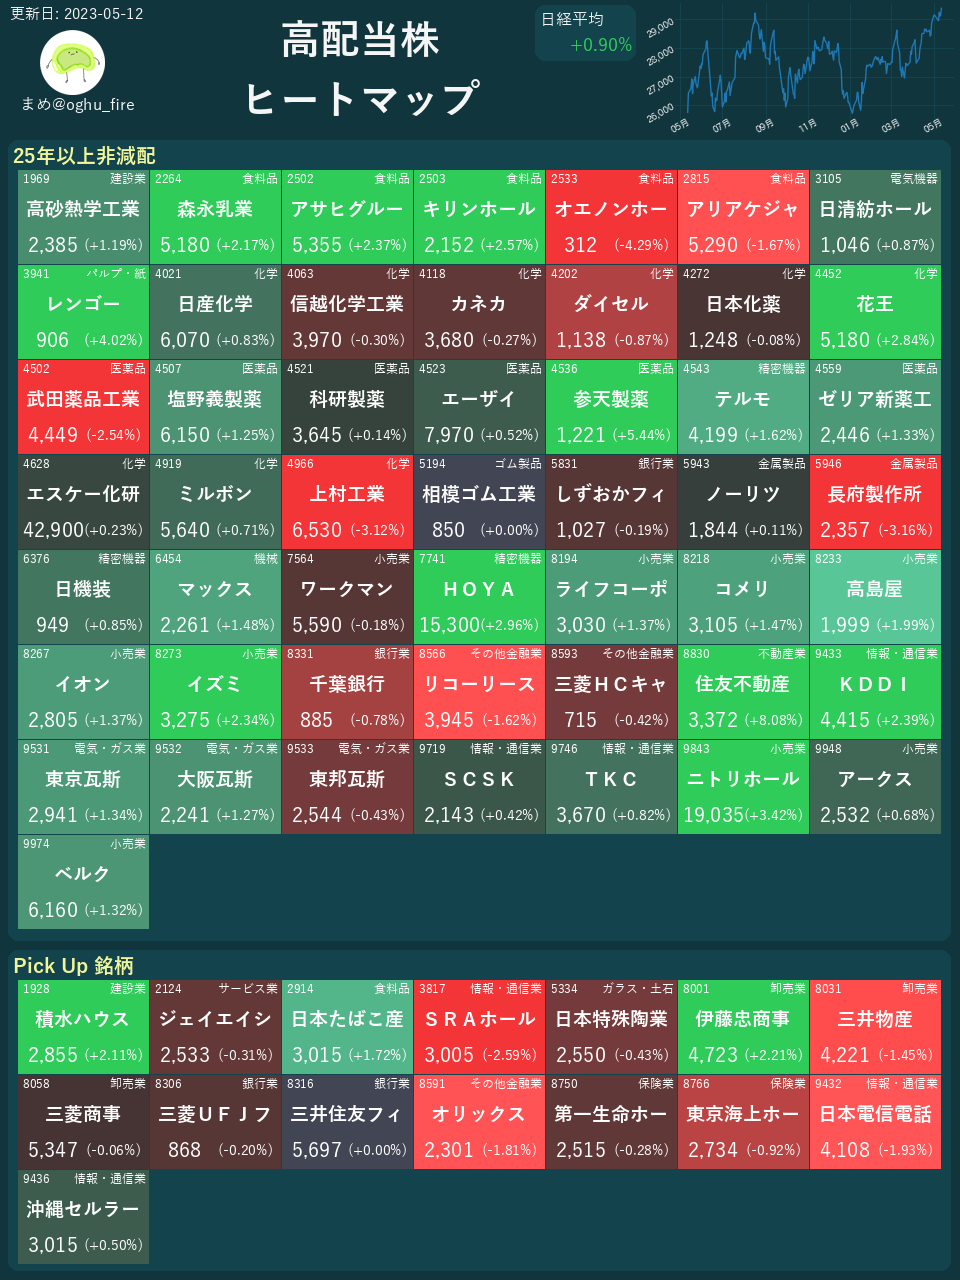 更新日: 2023-05-12
まめ@oghu_fire
高配当株
ヒートマップ
日経平均
+0.90%
29,000
28,000
27,000
26,000
05月 07月 09月 11月 01月 03月 05月
25年以上非減配
1969 建設業 2264 食料品 2502 食料品 2503 食料品 2533 食料品 2815 食料品 3105 電気機器
高砂熱学工業 森永乳業 アサヒグルー キリンホール オエノンホー アリアケジャ 日清紡ホール
2,385 (+1.19%) 5,180 (+2.17%) 5,355 (+2.37%) 2,152 (+2.57%) 312 (-4.29%) 5,290 (-1.67%) 1,046 (+0.87%)
3941 パルプ・紙 4021 化学 4063 化学 4118 化学 4202 化学 4272 化学 4452 化学
レンゴー 日産化学 信越化学工業 カネカ ダイセル 日本化薬 花王
906 (+4.02%) 6,070 (+0.83%) 3,970 (-0.30%) 3,680 (-0.27%) 1,138 (-0.87%) 1,248 (-0.08%) 5,180 (+2.84%)
4502 医薬品 4507 医薬品 4521 医薬品 4523 医薬品 4536 医薬品 4543 精密機器 4559 医薬品
武田薬品工業 塩野義製薬 科研製薬 エーザイ 参天製薬 テルモ ゼリア新薬工
4,449 (-2.54%) 6,150 (+1.25%) 3,645 (+0.14%) 7,970 (+0.52%) 1,221 (+5.44%) 4,199 (+1.62%) 2,446 (+1.33%)
4628 化学 4919 化学 4966 化学 5194 ゴム製品 5831 銀行業 5943 金属製品 5946 金属製品
エスケー化研 ミルボン 上村工業 相模ゴム工業 しずおかフィ ノーリツ 長府製作所
42,900(+0.23%) 5,640 (+0.71%) 6,530 (-3.12%) 850 (+0.00%) 1,027 (-0.19%) 1,844 (+0.11%) 2,357 (-3.16%)
6376 精密機器 6454 機械 7564 小売業 7741 精密機器 8194 小売業 8218 小売業 8233 小売業
日機装 マックス ワークマン ＨＯＹＡ ライフコーポ コメリ 高島屋
949 (+0.85%) 2,261 (+1.48%) 5,590 (-0.18%) 15,300(+2.96%) 3,030 (+1.37%) 3,105 (+1.47%) 1,999 (+1.99%)
8267 小売業 8273 小売業 8331 銀行業 8566 その他金融業 8593 その他金融業 8830 不動産業 9433 情報・通信業
イオン イズミ 千葉銀行 リコーリース 三菱ＨＣキャ 住友不動産 ＫＤＤＩ
2,805 (+1.37%) 3,275 (+2.34%) 885 (-0.78%) 3,945 (-1.62%) 715 (-0.42%) 3,372 (+8.08%) 4,415 (+2.39%)
9531 電気・ガス業 9532 電気・ガス業 9533 電気・ガス業 9719 情報・通信業 9746 情報・通信業 9843 小売業 9948 小売業
東京瓦斯 大阪瓦斯 東邦瓦斯 ＳＣＳＫ ＴＫＣ ニトリホール アークス
2,941 (+1.34%) 2,241 (+1.27%) 2,544 (-0.43%) 2,143 (+0.42%) 3,670 (+0.82%) 19,035(+3.42%) 2,532 (+0.68%)
9974 小売業
ベルク
6,160 (+1.32%)
Pick Up 銘柄
1928 建設業 2124 サービス業 2914 食料品 3817 情報・通信業 5334 ガラス・土石 8001 卸売業 8031 卸売業
積水ハウス ジェイエイシ 日本たばこ産 ＳＲＡホール 日本特殊陶業 伊藤忠商事 三井物産
2,855 (+2.11%) 2,533 (-0.31%) 3,015 (+1.72%) 3,005 (-2.59%) 2,550 (-0.43%) 4,723 (+2.21%) 4,221 (-1.45%)
8058 卸売業 8306 銀行業 8316 銀行業 8591 その他金融業 8750 保険業 8766 保険業 9432 情報・通信業
三菱商事 三菱ＵＦＪフ 三井住友フィ オリックス 第一生命ホー 東京海上ホー 日本電信電話
5,347 (-0.06%) 868 (-0.20%) 5,697 (+0.00%) 2,301 (-1.81%) 2,515 (-0.28%) 2,734 (-0.92%) 4,108 (-1.93%)
9436 情報・通信業
沖縄セルラー
3,015 (+0.50%)